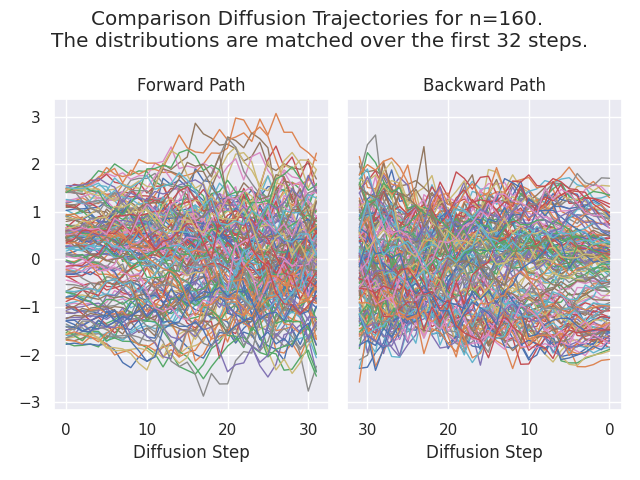 Comparison Diffusion Trajectories for n=160.
The distributions are matched over the first 32 steps.
Forward Path
Backward Path
3
2
1
0
−1
−2
−3
0 10 20 30
30 20 10 0
Diffusion Step
Diffusion Step